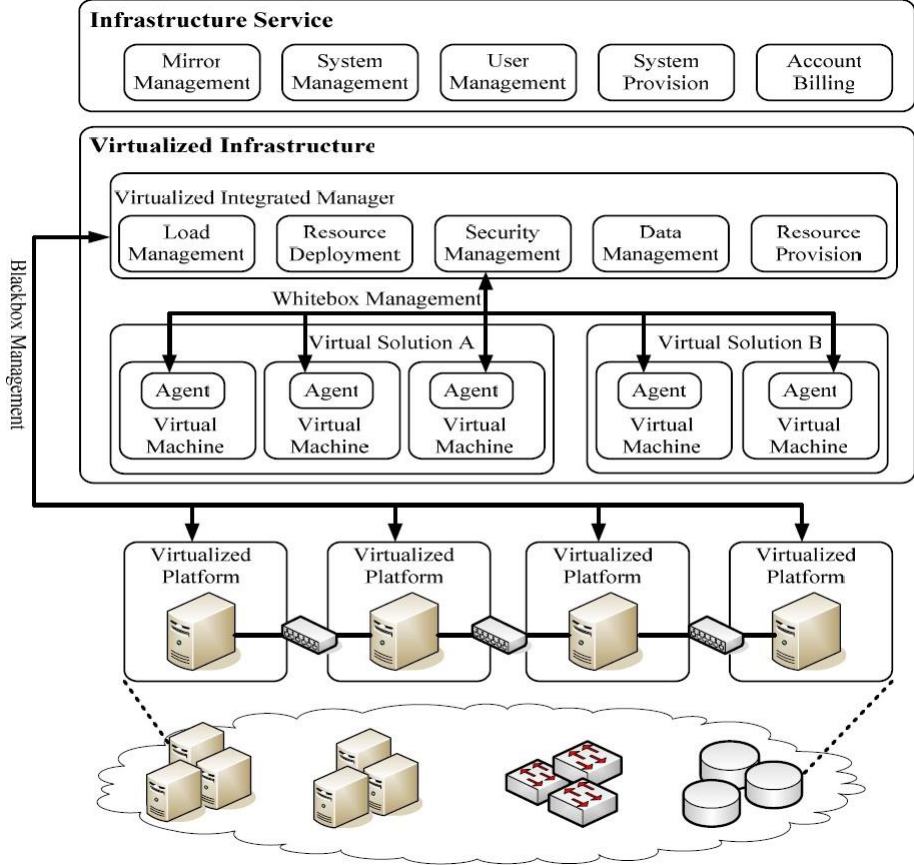 Infrastructure Service
Mirror
Management
System
Management
User
Management
System
Provision
Account
Billing
Virtualized Infrastructure
Virtualized Integrated Manager
Load
Management
Resource
Deployment
Security
Management
Data
Management
Resource
Provision
Blackbox Management
Whitebox Management
Virtual Solution A
Agent
Virtual
Machine
Agent
Virtual
Machine
Agent
Virtual
Machine
Virtual Solution B
Agent
Virtual
Machine
Agent
Virtual
Machine
Virtualized
Platform
Virtualized
Platform
Virtualized
Platform
Virtualized
Platform